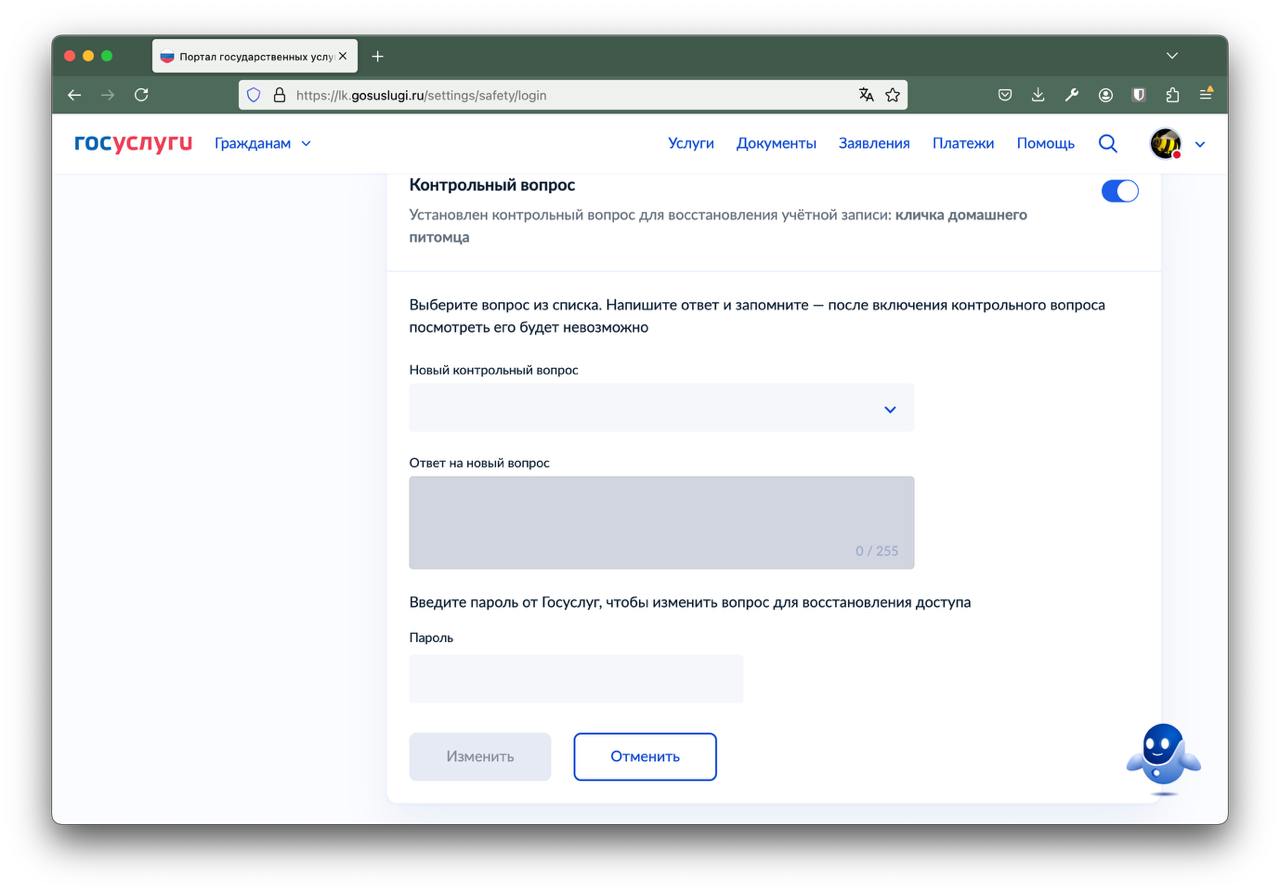 Портал государственных услу
https://lk.gosuslugi.ru/settings/safety/login
госуслуги
Гражданам
Услуги
Документы
Заявления
Платежи
Помощь
Контрольный вопрос
Установлен контрольный вопрос для восстановления учётной записи: кличка домашнего
питомца
Выберите вопрос из списка. Напишите ответ и запомните — после включения контрольного вопроса
посмотреть его будет невозможно
Новый контрольный вопрос
Ответ на новый вопрос
0 / 255
Введите пароль от Госуслуг, чтобы изменить вопрос для восстановления доступа
Пароль
Изменить
Отменить